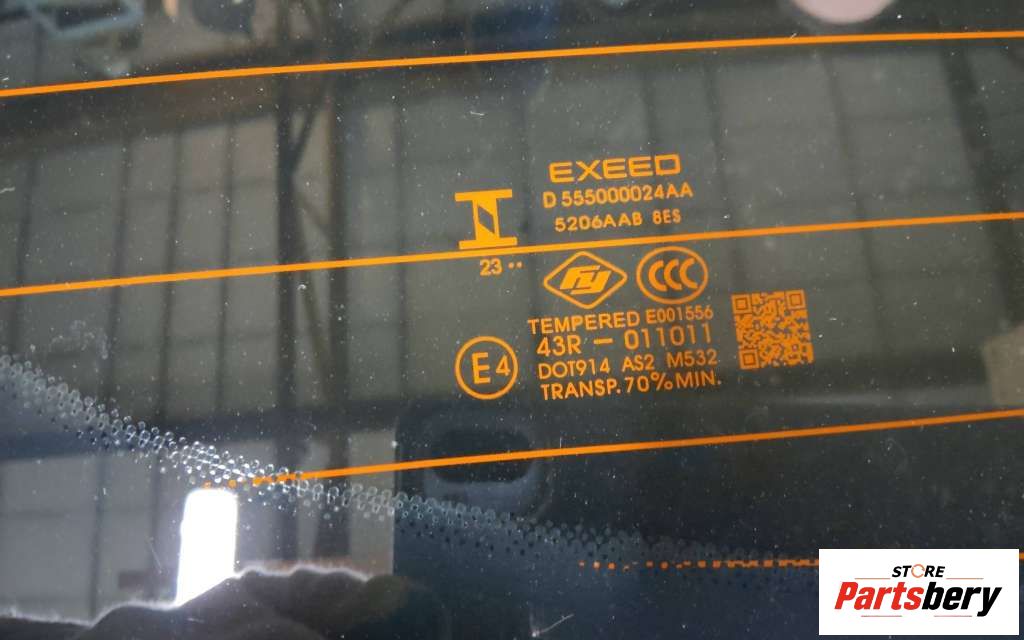 EXEED
D 555000024AA
5206AAB 8ES
23 ••
FY
CCC
TEMPERED E001556
43R – 011011
E4
DOT914 AS2 M532
TRANSP. 70% MIN.
STORE
Partsbery